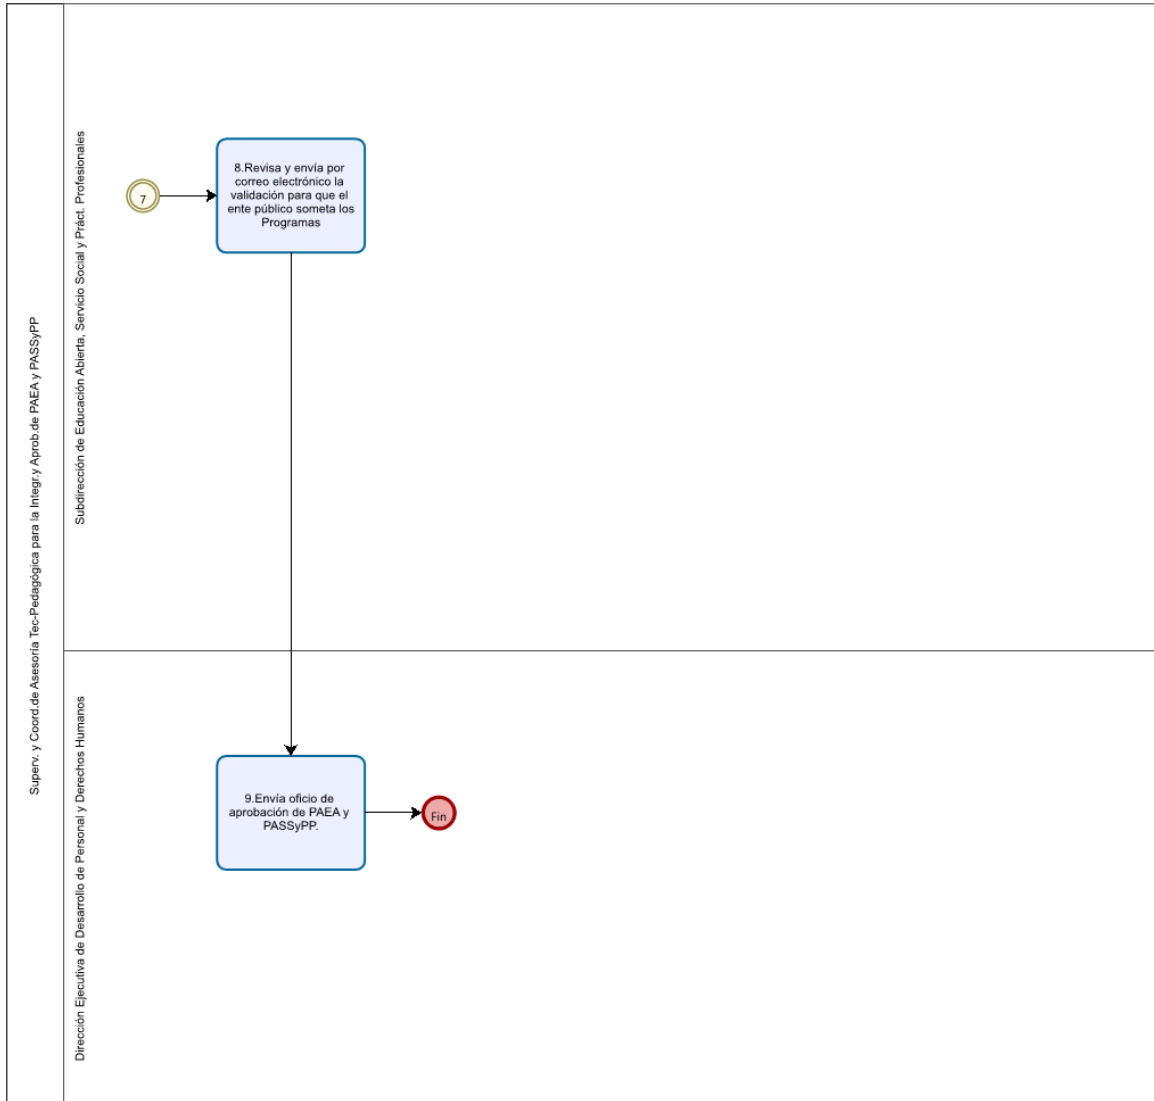 Superv. y Coord.de Asesoría Tec-Pedagógica para la Integr.y Aprob.de PAEA y PASSyPP
Subdirección de Educación Abierta, Servicio Social y Práct. Profesionales
7
8.Revisa y envía por
correo electrónico la
validación para que el
ente público someta los
Programas
Dirección Ejecutiva de Desarrollo de Personal y Derechos Humanos
9.Envía oficio de
aprobación de PAEA y
PASSyPP.
Fin